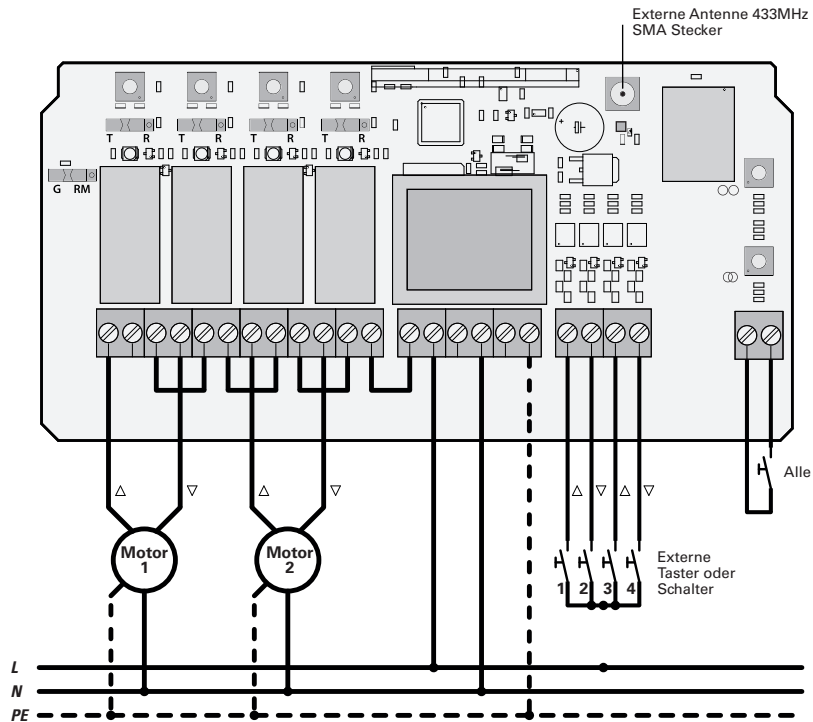 Externe Antenne 433MHz
SMA Stecker
T R T R T R T R
G RM
Alle
Motor
1
Motor
2
Externe
Taster oder
Schalter
1 2 3 4
L
N
PE